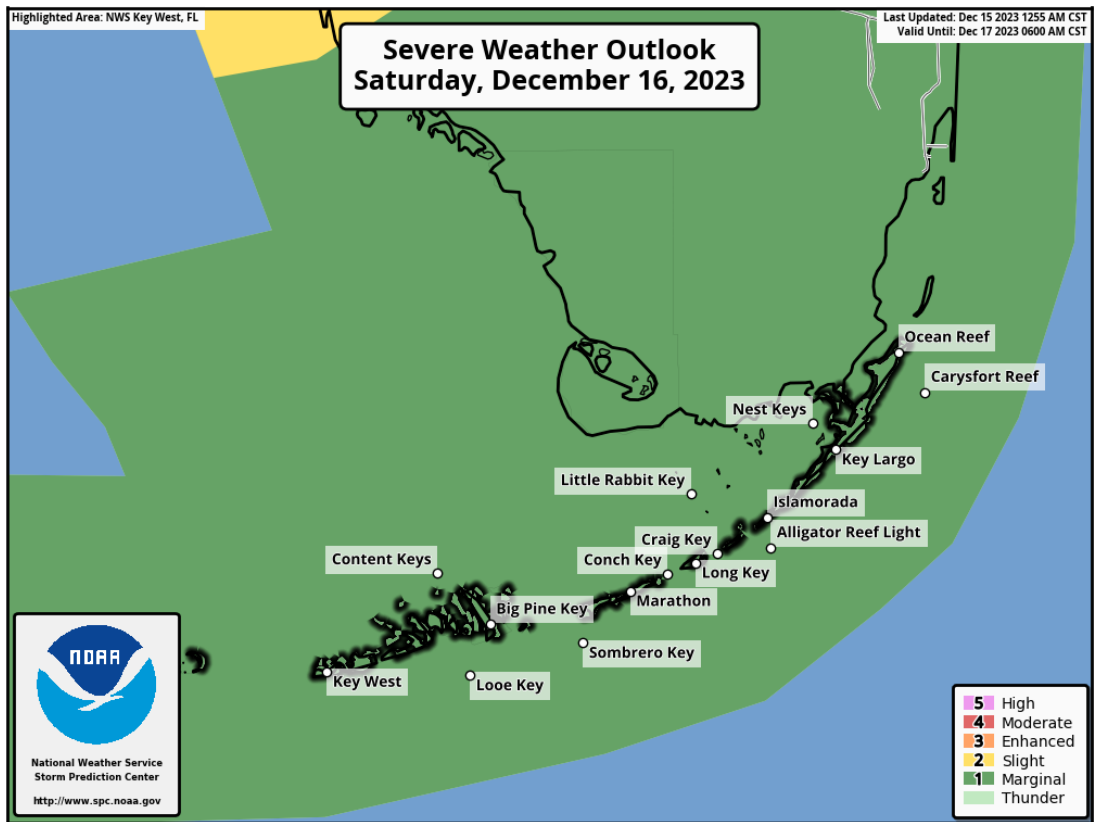 Highlighted Area: NWS Key West, FL
Last Updated: Dec 15 2023 1255 AM CST
Valid Until: Dec 17 2023 0600 AM CST
Severe Weather Outlook
Saturday, December 16, 2023
Ocean Reef
Carysfort Reef
Nest Keys
Key Largo
Little Rabbit Key
Islamorada
Alligator Reef Light
Craig Key
Content Keys
Conch Key
Long Key
Marathon
Big Pine Key
Sombrero Key
Key West
Looe Key
NOAA
National Weather Service
Storm Prediction Center
http://www.spc.noaa.gov
5 High
4 Moderate
3 Enhanced
2 Slight
1 Marginal
Thunder